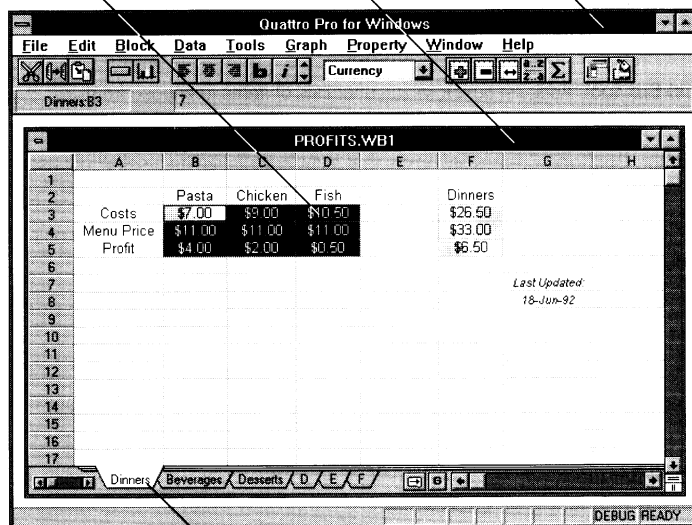 Quattro Pro for Windows
File Edit Block Data Tools Graph Property Window Help
b i Currency a..z z..a Σ
Dinners:B3 7
PROFITS.WB1
A B C D E F G H
1
2 Pasta Chicken Fish Dinners
3 Costs $7.00 $9.00 $10.50 $26.50
4 Menu Price $11.00 $11.00 $11.00 $33.00
5 Profit $4.00 $2.00 $0.50 $6.50
6
7 Last Updated:
8 18-Jun-92
9
10
11
12
13
14
15
16
17
Dinners Beverages Desserts D E F G
DEBUG READY